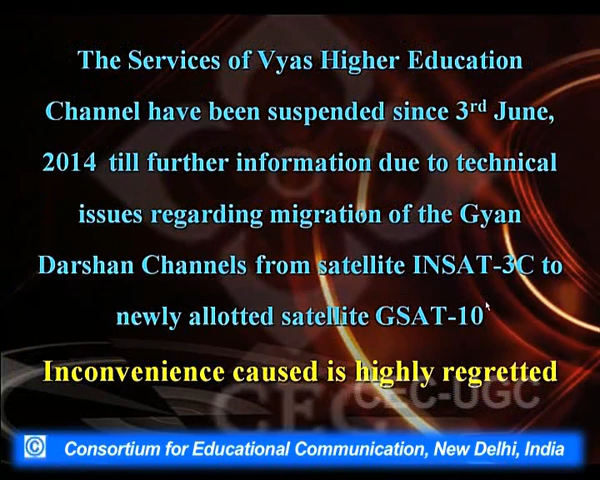 The Services of Vyas Higher Education
Channel have been suspended since 3rd June,
2014 till further information due to technical
issues regarding migration of the Gyan
Darshan Channels from satellite INSAT-3C to
newly allotted satellite GSAT-10
Inconvenience caused is highly regretted
CEC-UGC
CEC
© Consortium for Educational Communication, New Delhi, India